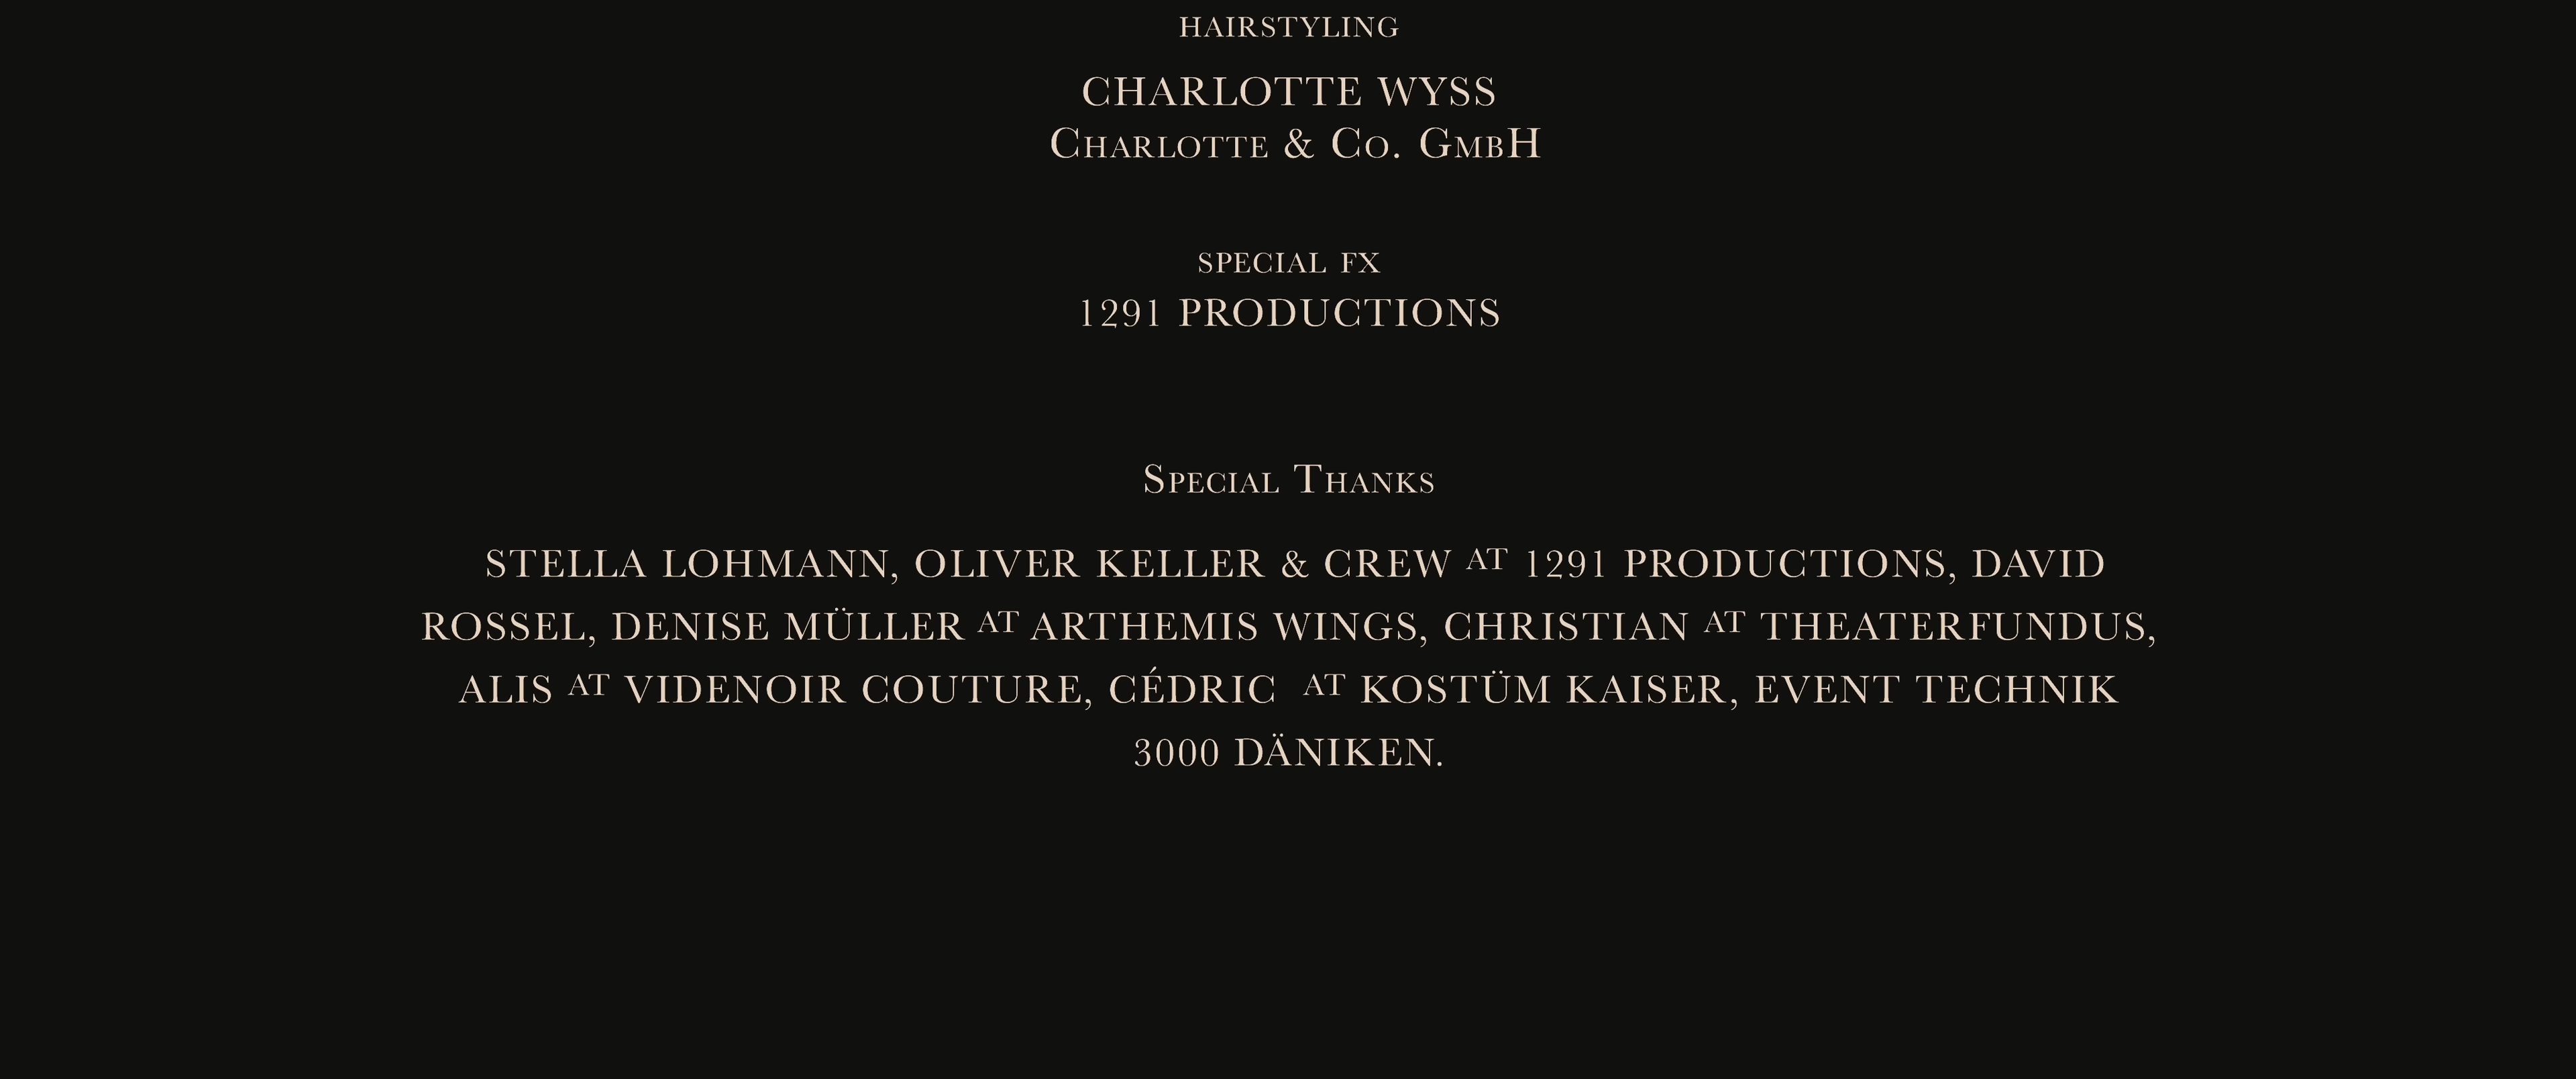 HAIRSTYLING
CHARLOTTE WYSS
Charlotte & Co. GmbH
SPECIAL FX
1291 PRODUCTIONS
Special Thanks
STELLA LOHMANN, OLIVER KELLER & CREW AT 1291 PRODUCTIONS, DAVID
ROSSEL, DENISE MÜLLER AT ARTHEMIS WINGS, CHRISTIAN AT THEATERFUNDUS,
ALIS AT VIDENOIR COUTURE, CÉDRIC AT KOSTÜM KAISER, EVENT TECHNIK
3000 DÄNIKEN.